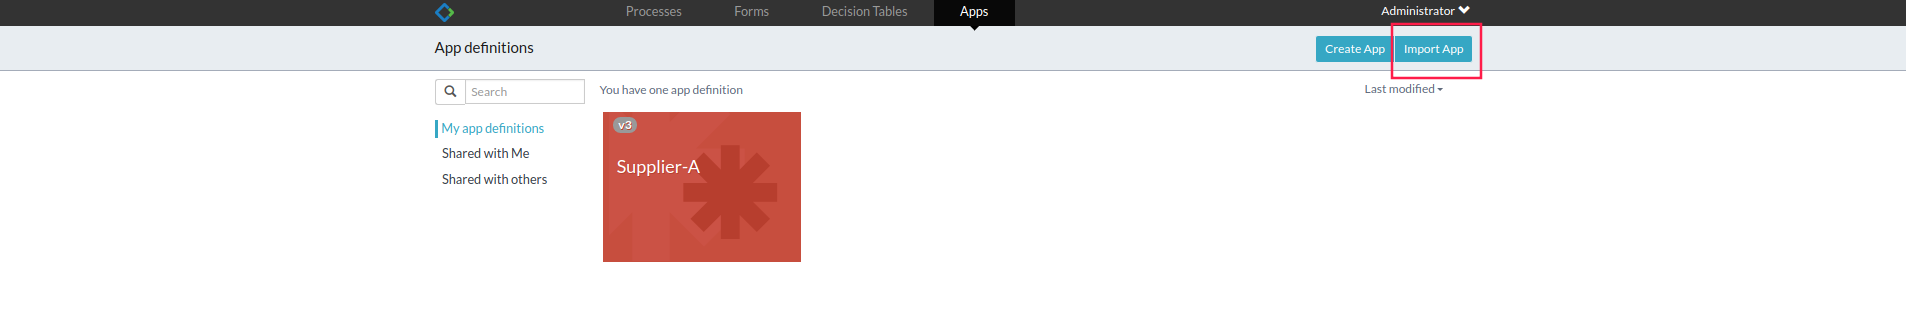 Processes Forms Decision Tables Apps Administrator
App definitions Create App Import App
Search You have one app definition Last modified
My app definitions
Shared with Me
Shared with others
v3
Supplier-A